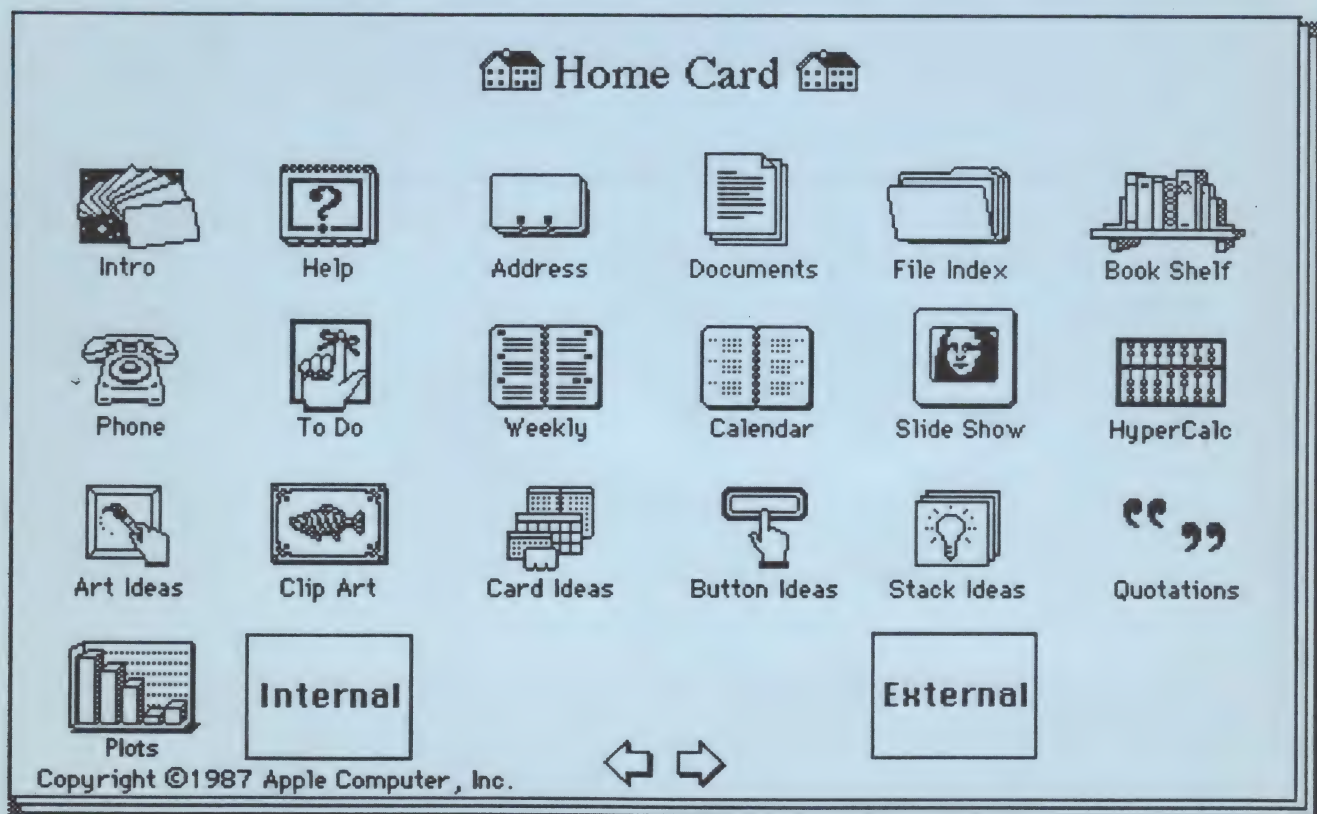 Home Card
Intro Help Address Documents File Index Book Shelf
Phone To Do Weekly Calendar Slide Show HyperCalc
Art Ideas Clip Art Card Ideas Button Ideas Stack Ideas Quotations
Internal External
Plots
Copyright ©1987 Apple Computer, Inc.